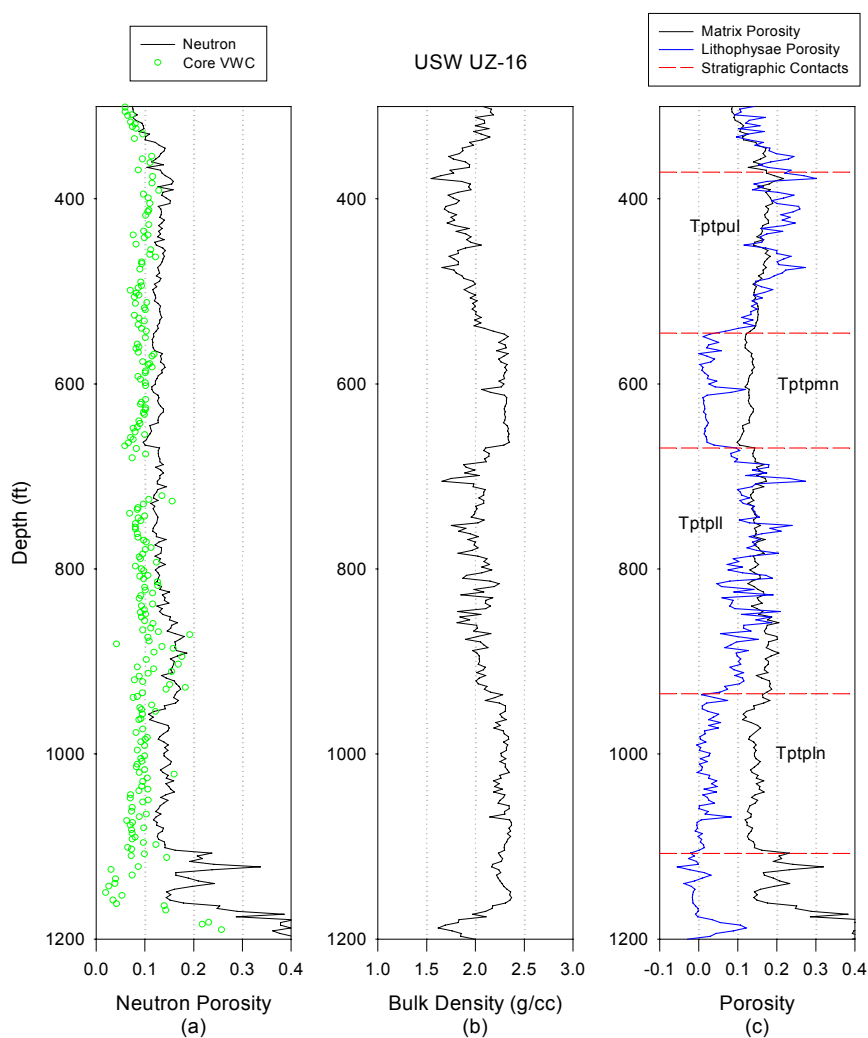 Neutron
Core VWC
USW UZ-16
Matrix Porosity
Lithophysae Porosity
Stratigraphic Contacts
400
600
800
1000
1200
Depth (ft)
0.0 0.1 0.2 0.3 0.4
Neutron Porosity
(a)
400
600
800
1000
1200
1.0 1.5 2.0 2.5 3.0
Bulk Density (g/cc)
(b)
400
600
800
1000
1200
Tptpul
Tptpmn
Tptpll
Tptpln
-0.1 0.0 0.1 0.2 0.3 0.4
Porosity
(c)